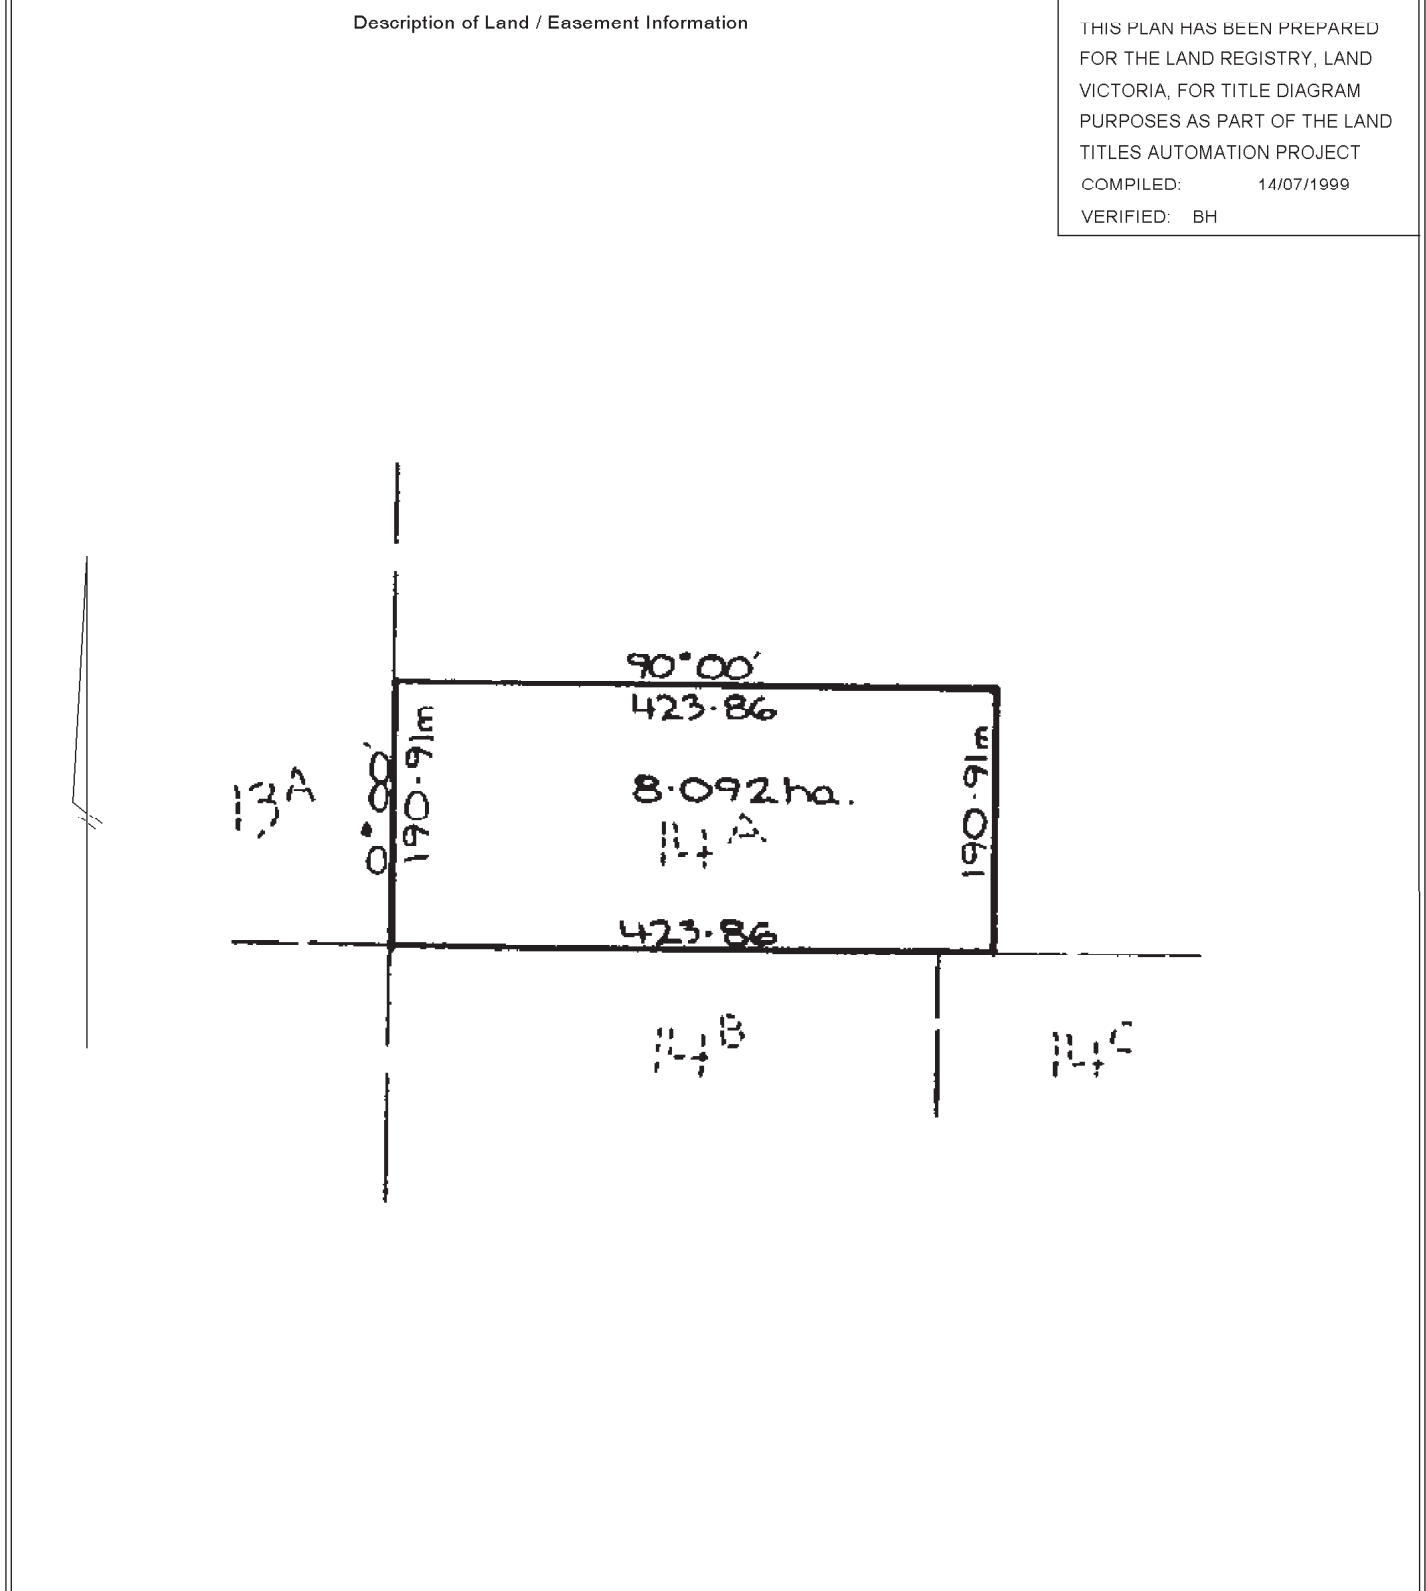 Description of Land / Easement Information
THIS PLAN HAS BEEN PREPARED
FOR THE LAND REGISTRY, LAND
VICTORIA, FOR TITLE DIAGRAM
PURPOSES AS PART OF THE LAND
TITLES AUTOMATION PROJECT
COMPILED: 14/07/1999
VERIFIED: BH
90°00'
423.86
190.91m
0°00'
190.91m
13A
8.092ha.
14A
423.86
14B
14C